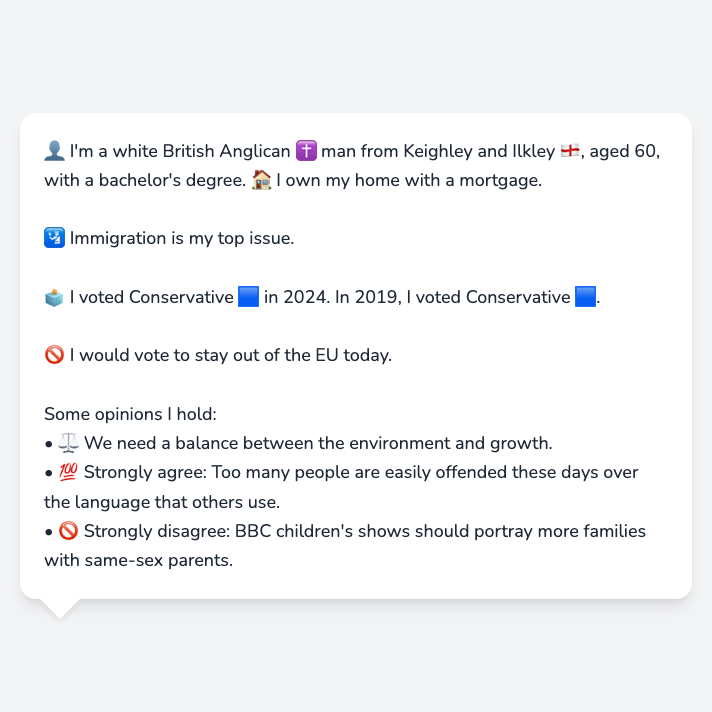 👤 I'm a white British Anglican ✝️ man from Keighley and Ilkley 🏴󠁧󠁢󠁥󠁮󠁧󠁿, aged 60,
with a bachelor's degree. 🏠 I own my home with a mortgage.
🛂 Immigration is my top issue.
🗳️ I voted Conservative 🟦 in 2024. In 2019, I voted Conservative 🟦.
🚫 I would vote to stay out of the EU today.
Some opinions I hold:
• ⚖️ We need a balance between the environment and growth.
• 💯 Strongly agree: Too many people are easily offended these days over
the language that others use.
• 🚫 Strongly disagree: BBC children's shows should portray more families
with same-sex parents.